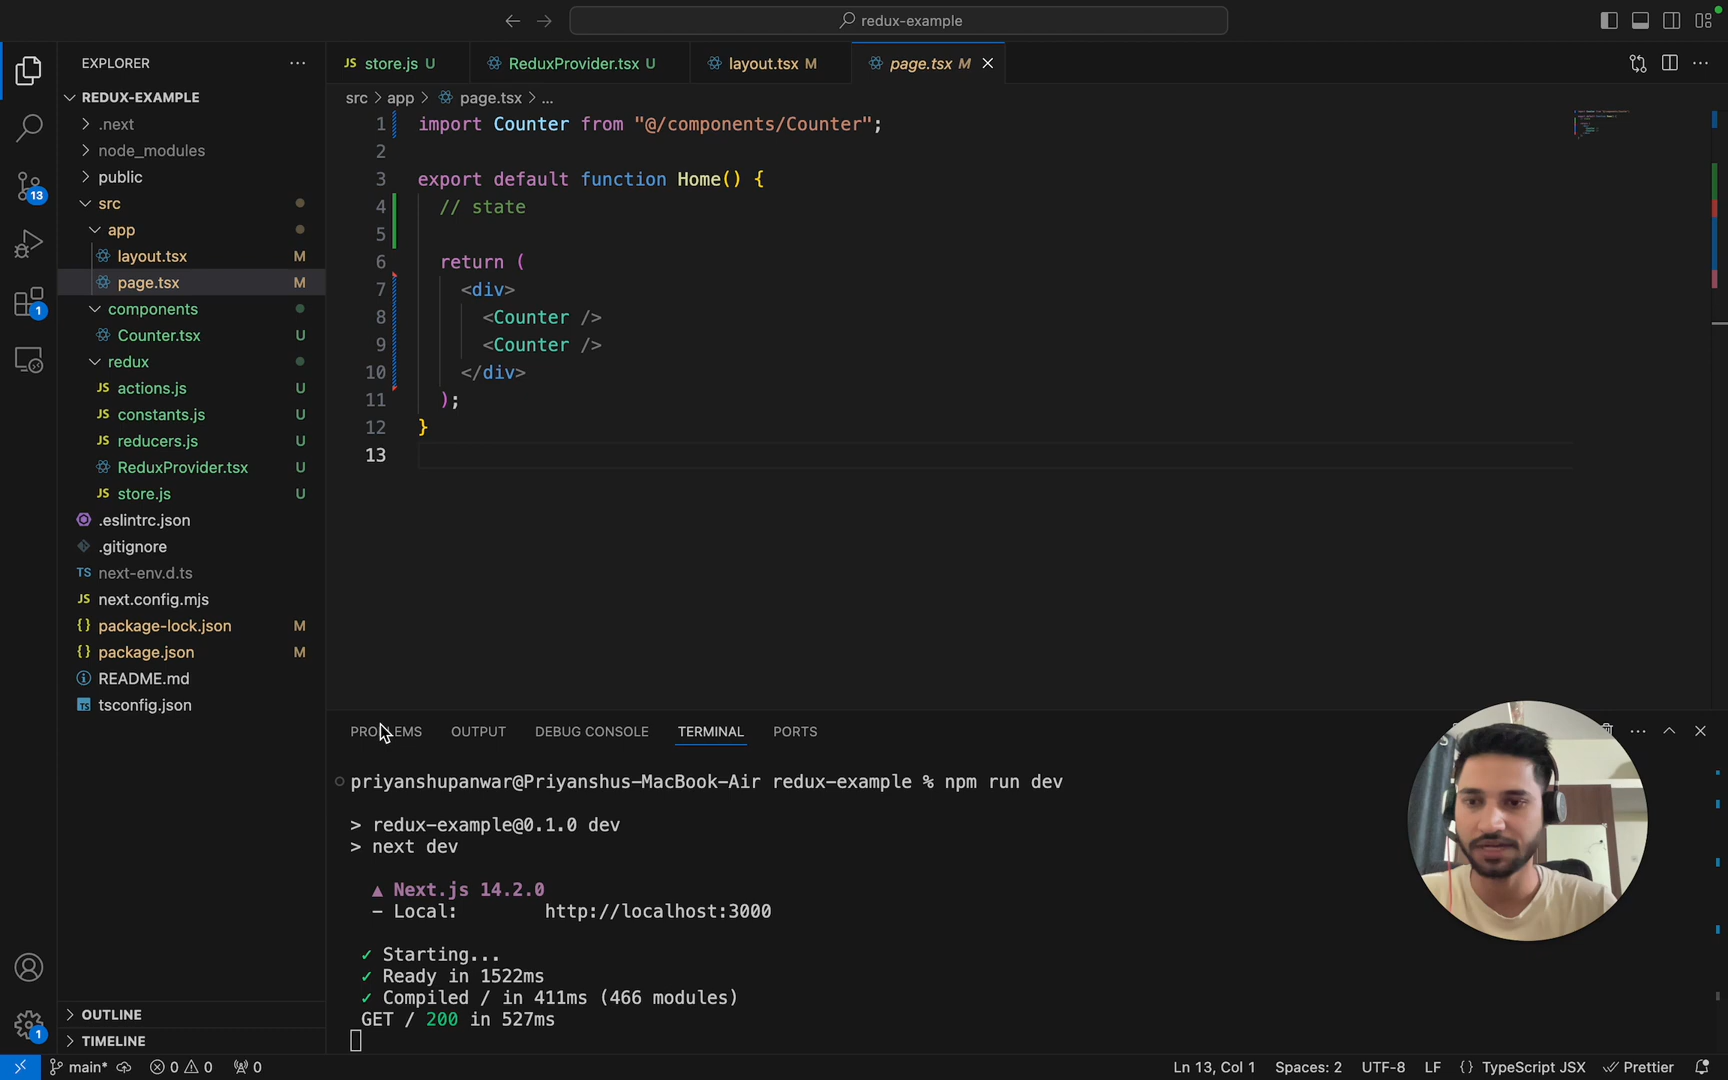 redux-example
EXPLORER
REDUX-EXAMPLE
.next
node_modules
public
src
app
layout.tsx M
page.tsx M
components
Counter.tsx U
redux
JS actions.js U
JS constants.js U
JS reducers.js U
ReduxProvider.tsx U
JS store.js U
.eslintrc.json
.gitignore
TS next-env.d.ts
JS next.config.mjs
{} package-lock.json M
{} package.json M
README.md
TS tsconfig.json
OUTLINE
TIMELINE
13
1
1
JS store.js U
ReduxProvider.tsx U
layout.tsx M
page.tsx M
src > app > page.tsx > ...
1 import Counter from "@/components/Counter";
2
3 export default function Home() {
4 // state
5
6 return (
7 <div>
8 <Counter />
9 <Counter />
10 </div>
11 );
12 }
13
PROBLEMS OUTPUT DEBUG CONSOLE TERMINAL PORTS
priyanshupanwar@Priyanshus-MacBook-Air redux-example % npm run dev
> redux-example@0.1.0 dev
> next dev
▲ Next.js 14.2.0
- Local: http://localhost:3000
✓ Starting...
✓ Ready in 1522ms
✓ Compiled / in 411ms (466 modules)
GET / 200 in 527ms
main* 0 0 0 Ln 13, Col 1 Spaces: 2 UTF-8 LF {} TypeScript JSX Prettier